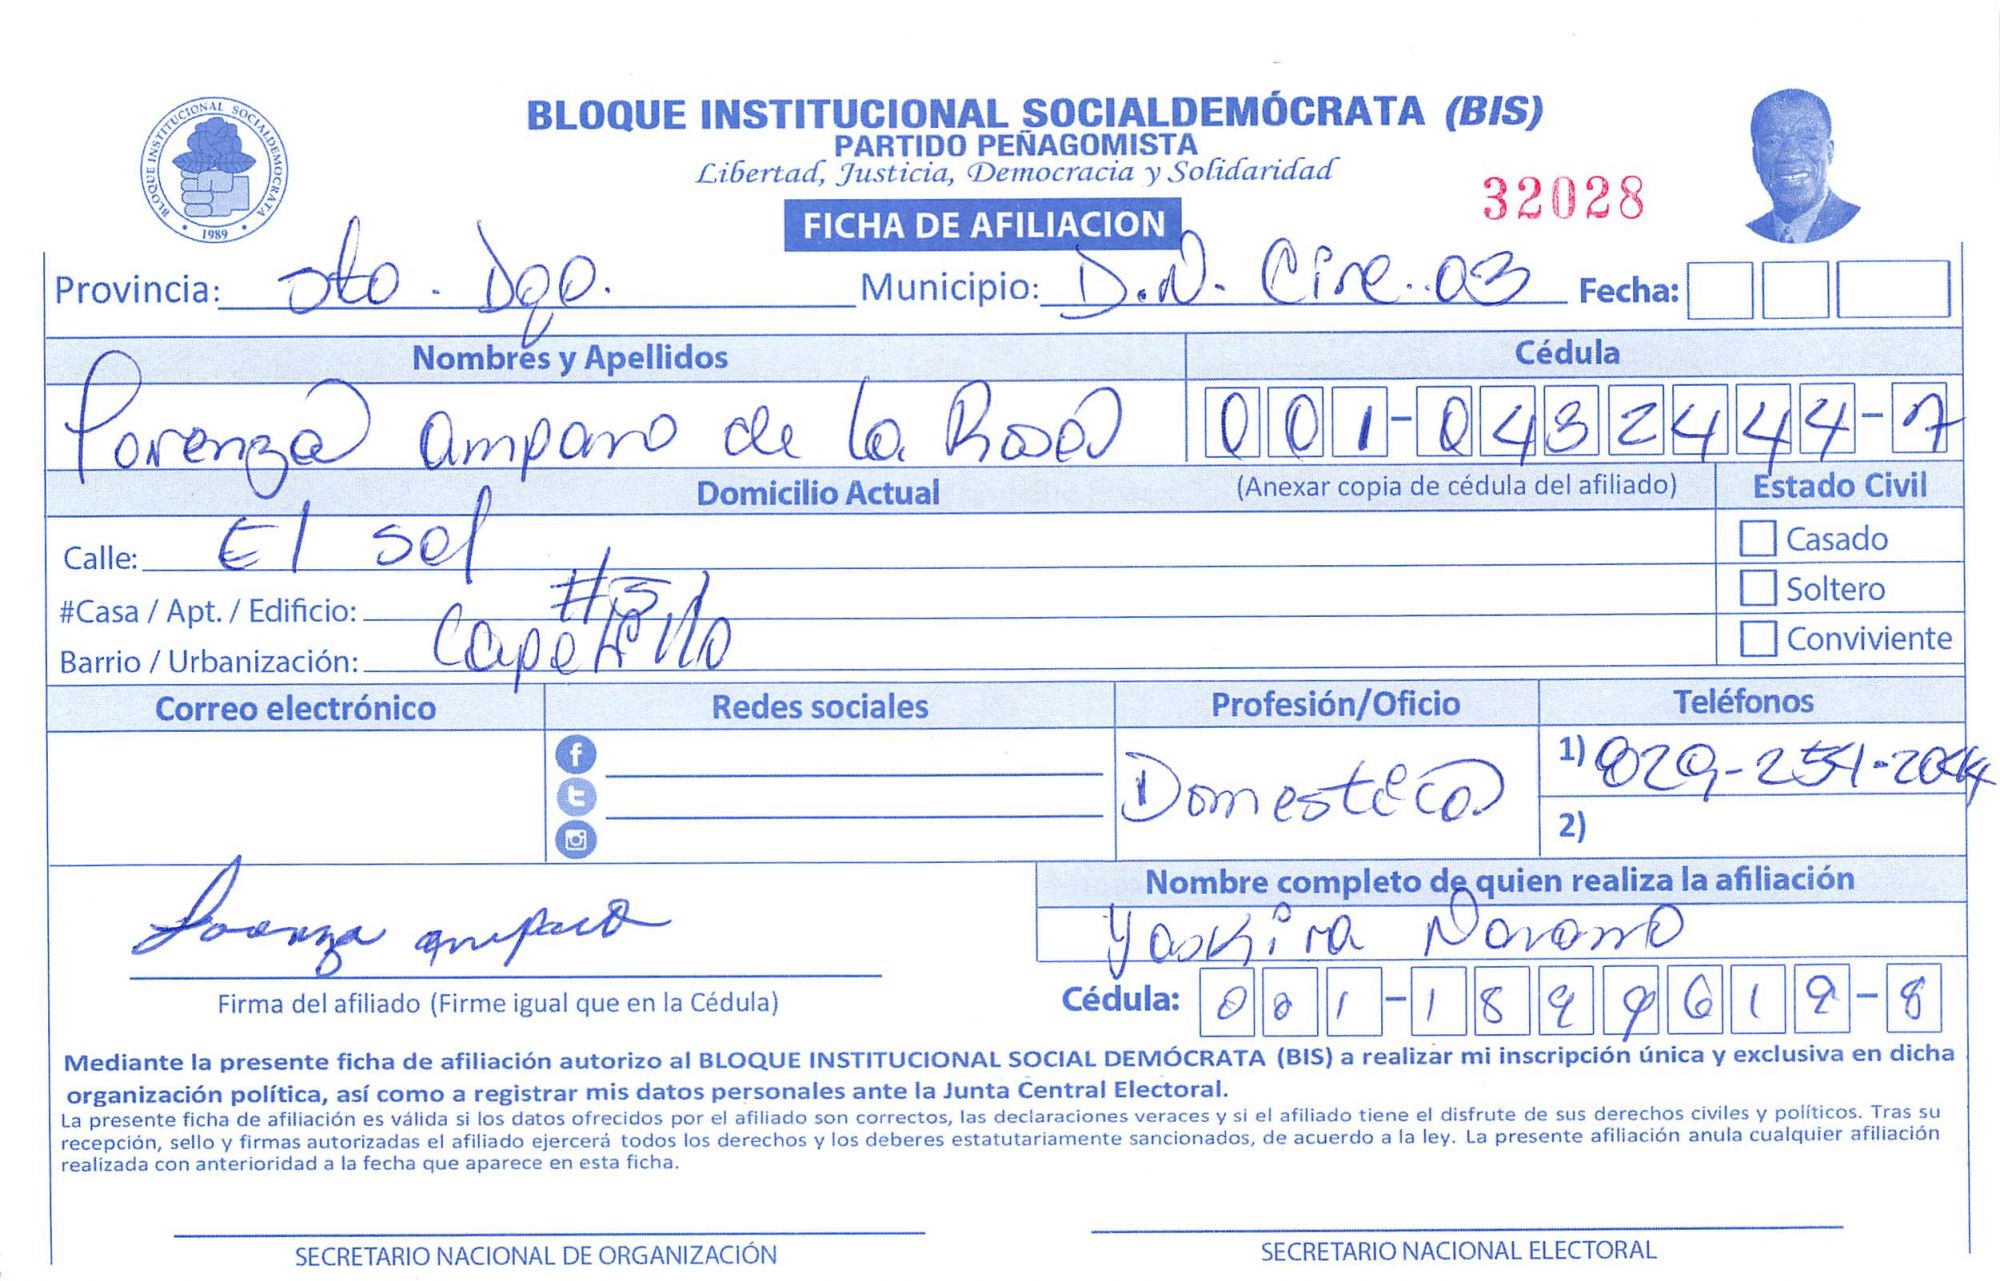 BLOQUE INSTITUCIONAL SOCIALDEMÓCRATA (BIS)
PARTIDO PEÑAGOMISTA
Libertad, Justicia, Democracia y Solidaridad
BLOQUE INSTITUCIONAL SOCIALDEMOCRATA
1989
32028
FICHA DE AFILIACION
Provincia: Sto. Dgo. Municipio: D.N. Circ. 03 Fecha:
Nombres y Apellidos Cédula
Lorenza Amparo de la Rosa 001-0432444-7
Domicilio Actual (Anexar copia de cédula del afiliado) Estado Civil
Calle: El Sol Casado
#Casa / Apt. / Edificio: #5 Soltero
Barrio / Urbanización: Capotillo Conviviente
Correo electrónico Redes sociales Profesión/Oficio Teléfonos
Domestica 1) 829-254-2044
2)
Nombre completo de quien realiza la afiliación
Lorenza Amparo Yaskira Navarro
Firma del afiliado (Firme igual que en la Cédula) Cédula: 001-1899619-8
Mediante la presente ficha de afiliación autorizo al BLOQUE INSTITUCIONAL SOCIAL DEMÓCRATA (BIS) a realizar mi inscripción única y exclusiva en dicha
organización política, así como a registrar mis datos personales ante la Junta Central Electoral.
La presente ficha de afiliación es válida si los datos ofrecidos por el afiliado son correctos, las declaraciones veraces y si el afiliado tiene el disfrute de sus derechos civiles y políticos. Tras su
recepción, sello y firmas autorizadas el afiliado ejercerá todos los derechos y los deberes estatutariamente sancionados, de acuerdo a la ley. La presente afiliación anula cualquier afiliación
realizada con anterioridad a la fecha que aparece en esta ficha.
SECRETARIO NACIONAL DE ORGANIZACIÓN SECRETARIO NACIONAL ELECTORAL